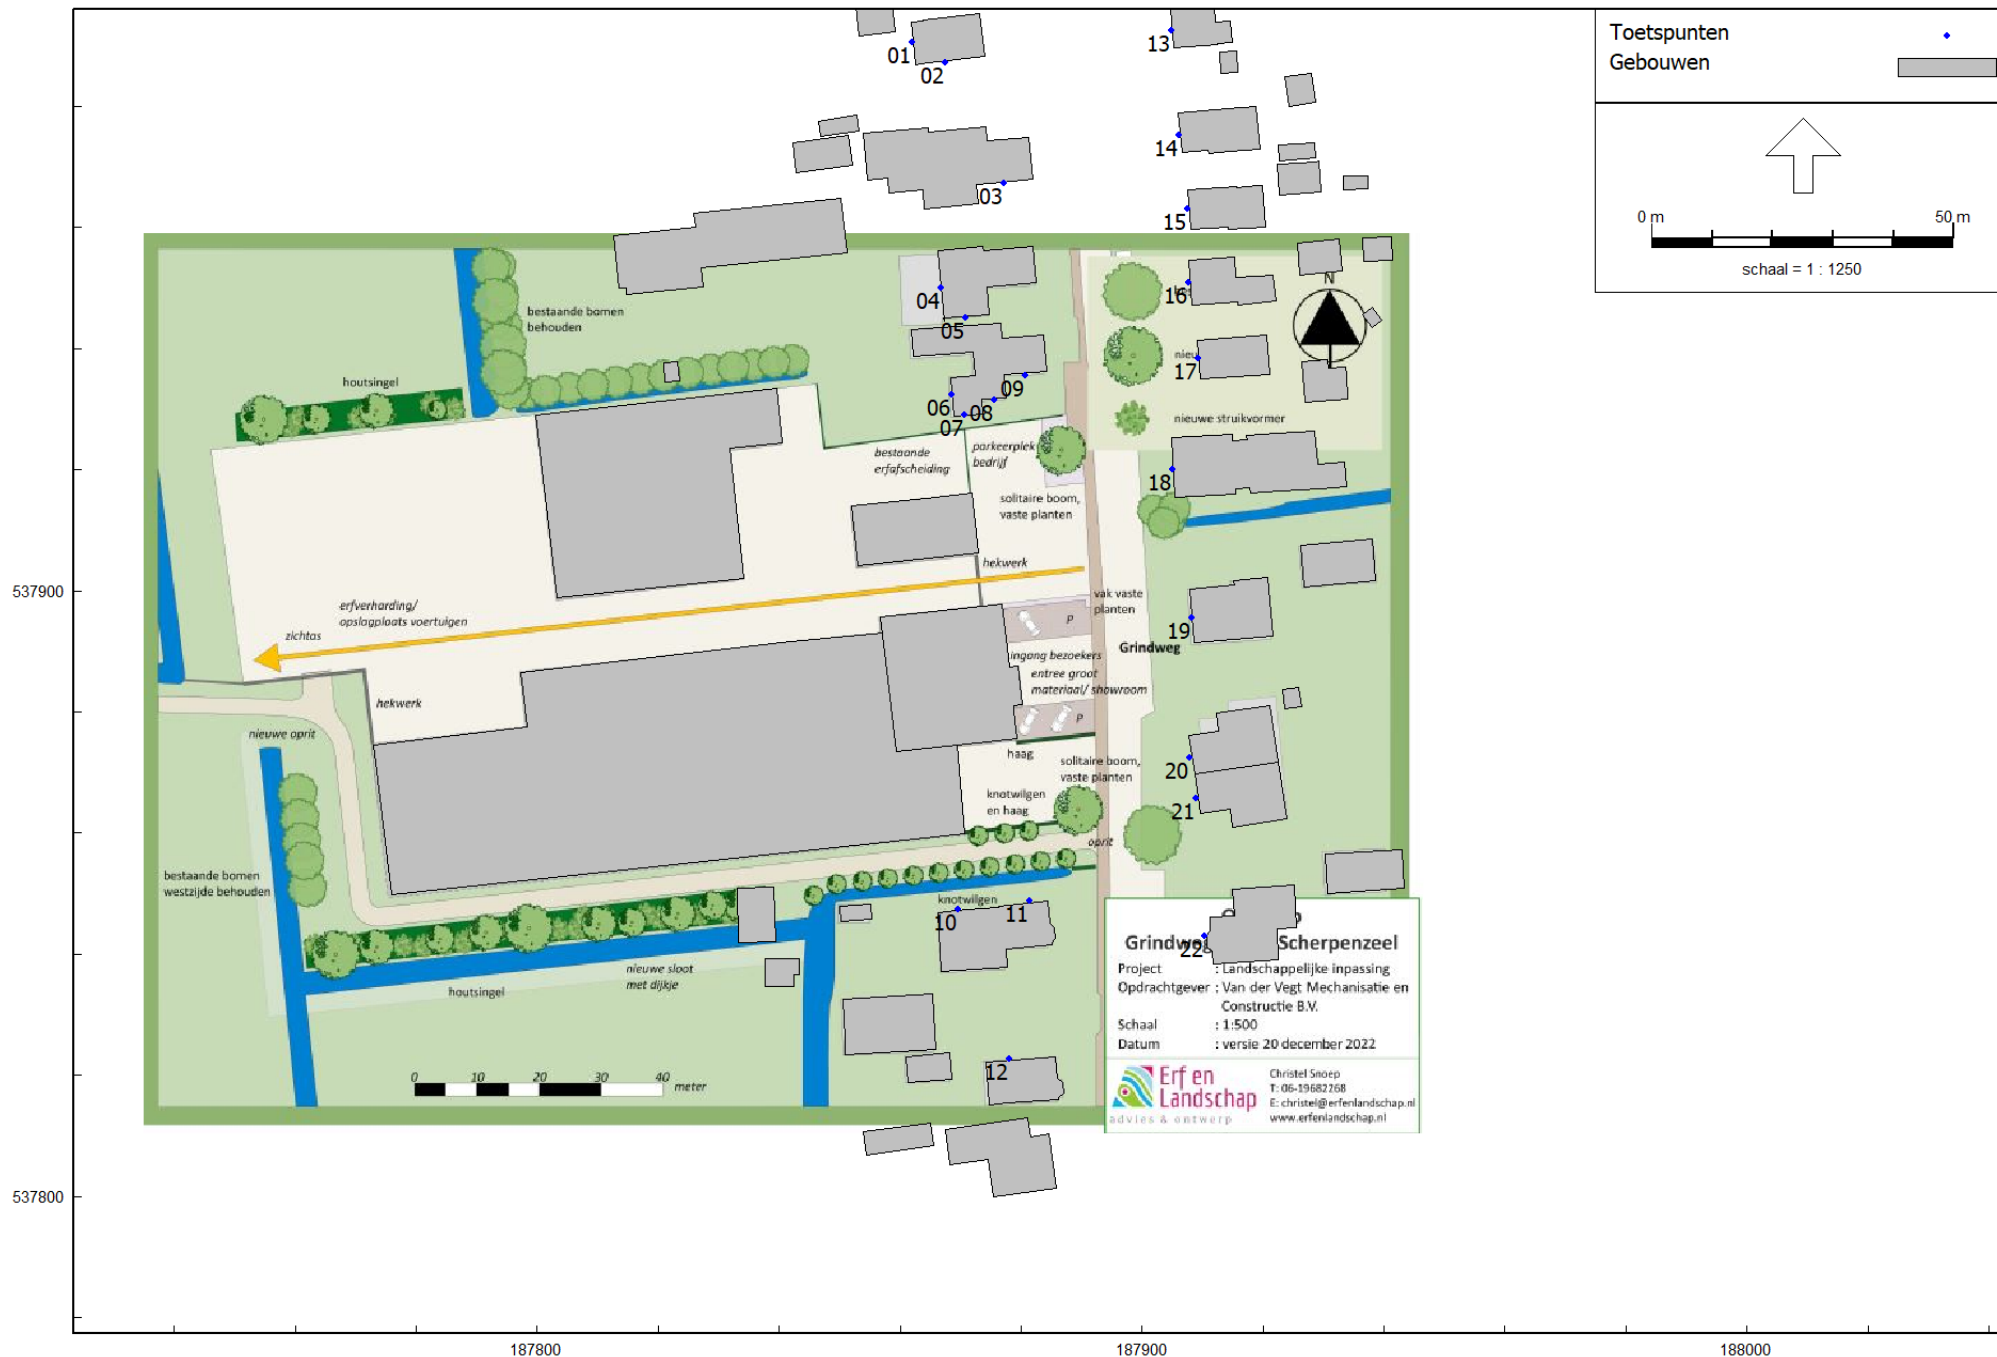 Toetspunten
Gebouwen
0 m
50 m
schaal = 1 : 1250
01
02
13
14
03
15
04
16
05
N
17
09
06
08
07
18
19
20
21
10
11
22
12
bestaande bomen
behouden
houtsingel
nieuwe struikvormer
bestaande
erfafscheiding
parkeerplek
bedrijf
solitaire boom,
vaste planten
hekwerk
erfverharding/
opslagplaats voertuigen
zichtas
vak vaste
planten
P
Grindweg
ingang bezoekers
entree groot
materiaal/ showroom
P
hekwerk
nieuwe oprit
haag
solitaire boom,
vaste planten
knotwilgen
en haag
oprit
bestaande bomen
westzijde behouden
knotwilgen
nieuwe sloot
met dijkje
houtsingel
0 10 20 30 40 meter
Scherpenzeel
Project : Landschappelijke inpassing
Opdrachtgever : Van der Vegt Mechanisatie en
Constructie B.V.
Schaal : 1:500
Datum : versie 20 december 2022
Erf en
Landschap
advies & ontwerp
Christel Snoep
T: 06-19682268
E: christel@erfenlandschap.nl
www.erfenlandschap.nl
537900
537800
187800
187900
188000